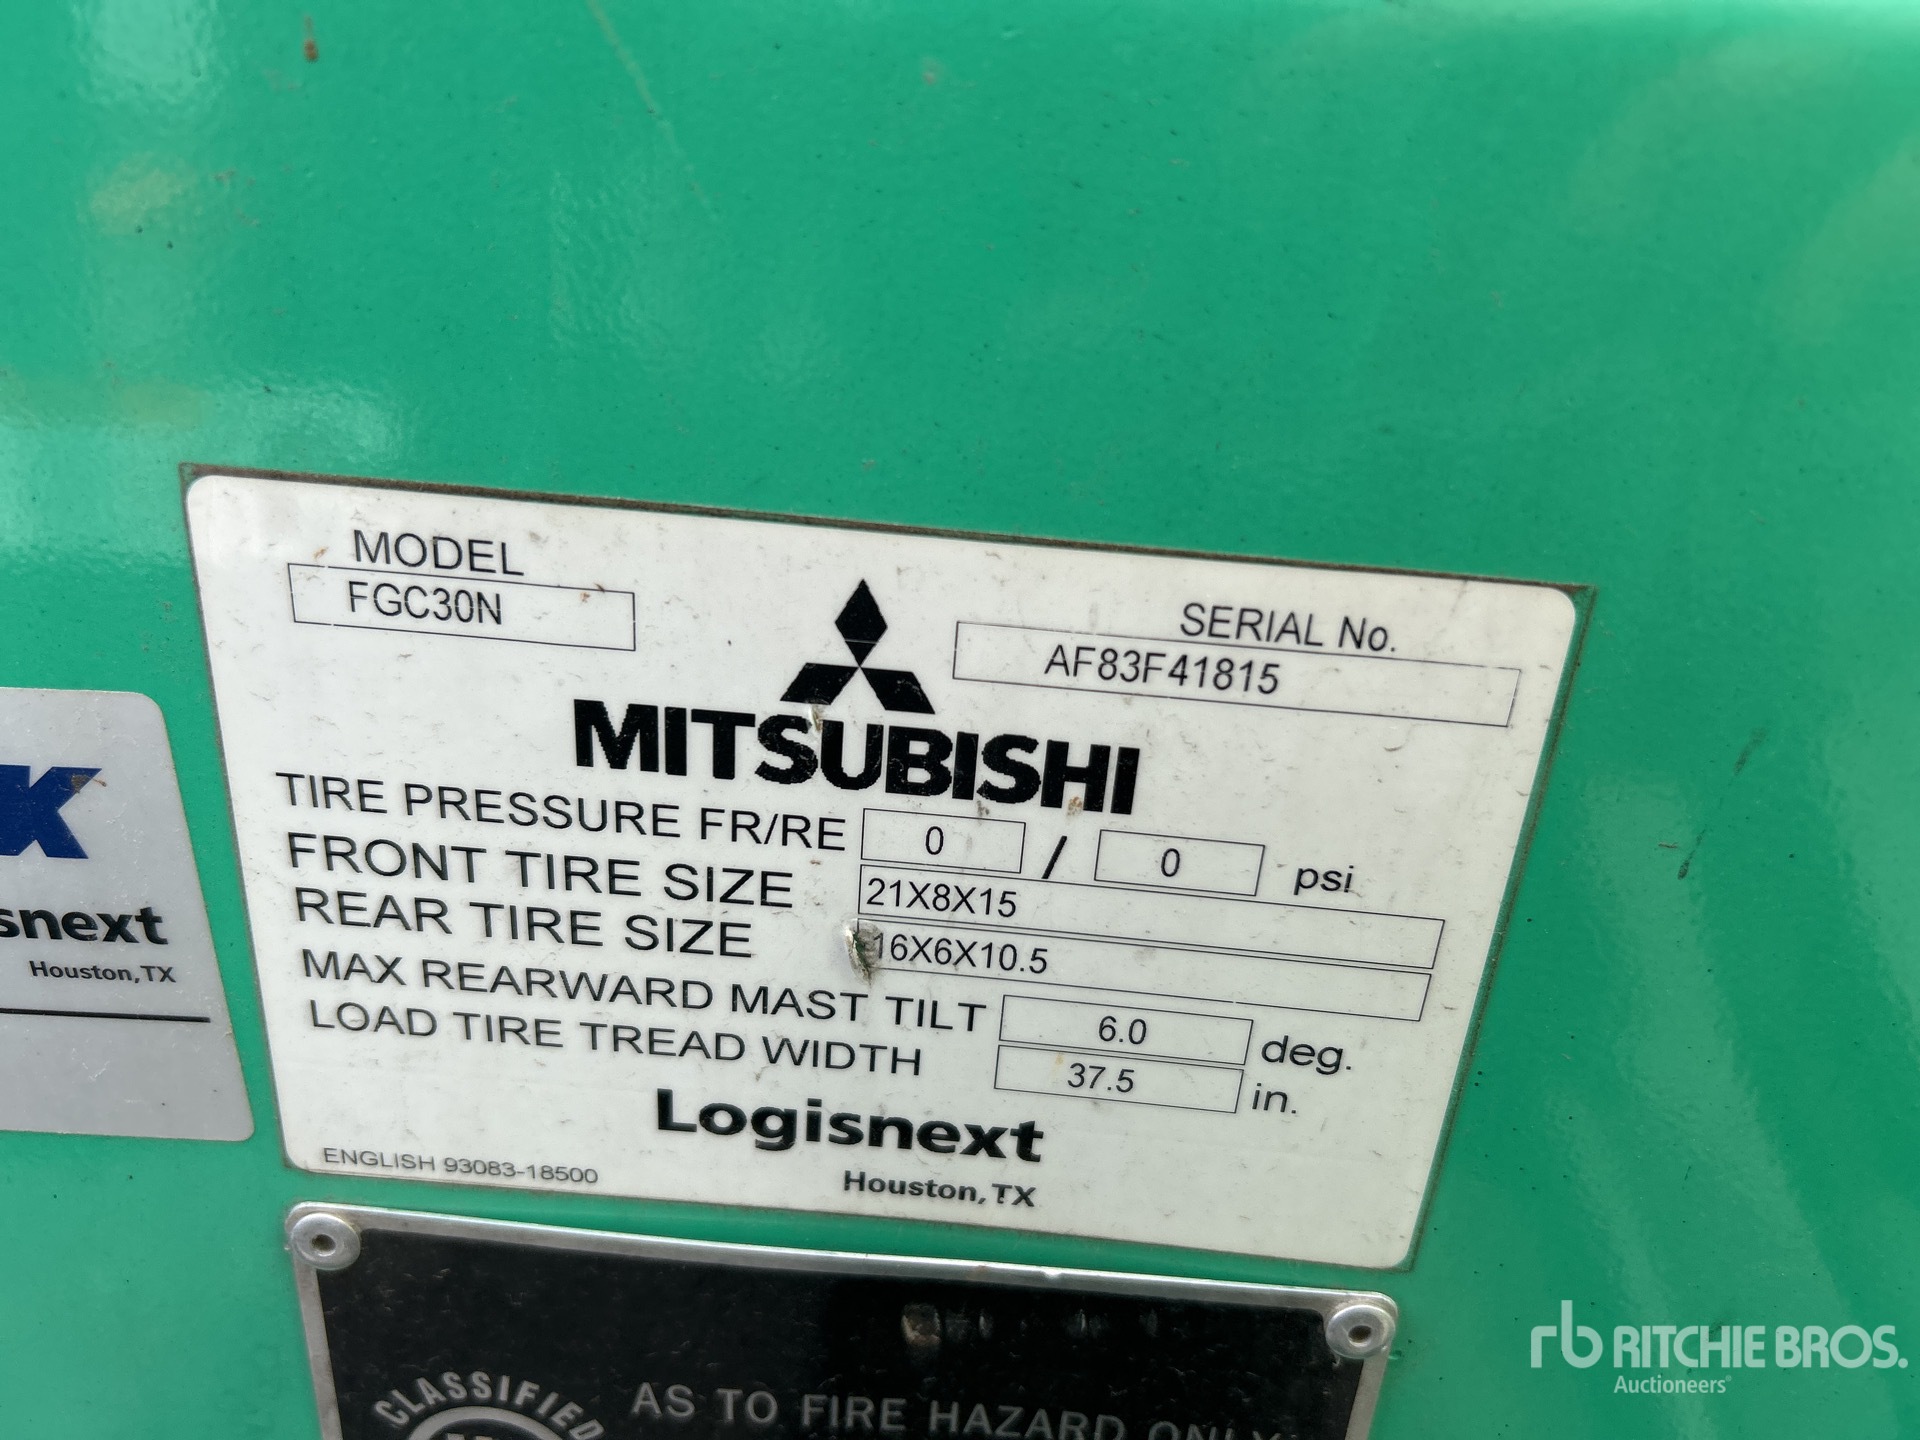 MODEL
FGC30N
SERIAL No.
AF83F41815
MITSUBISHI
TIRE PRESSURE FR/RE 0 / 0 psi
FRONT TIRE SIZE 21X8X15
REAR TIRE SIZE 16X6X10.5
MAX REARWARD MAST TILT 6.0 deg.
LOAD TIRE TREAD WIDTH 37.5 in.
Logisnext
Houston, TX
ENGLISH 93083-18500
K
snext
Houston, TX
CLASSIFIED
AS TO FIRE HAZARD ONLY
rb RITCHIE BROS.
Auctioneers